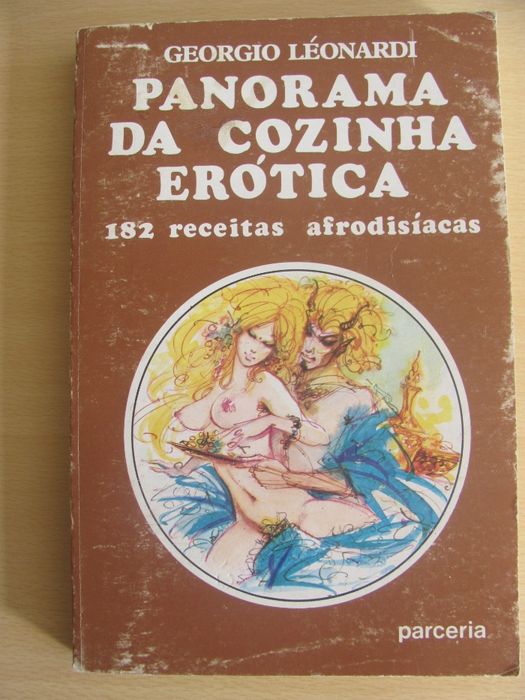 GEORGIO LÉONARDI
PANORAMA
DA COZINHA
ERÓTICA
182 receitas afrodisíacas
parceria